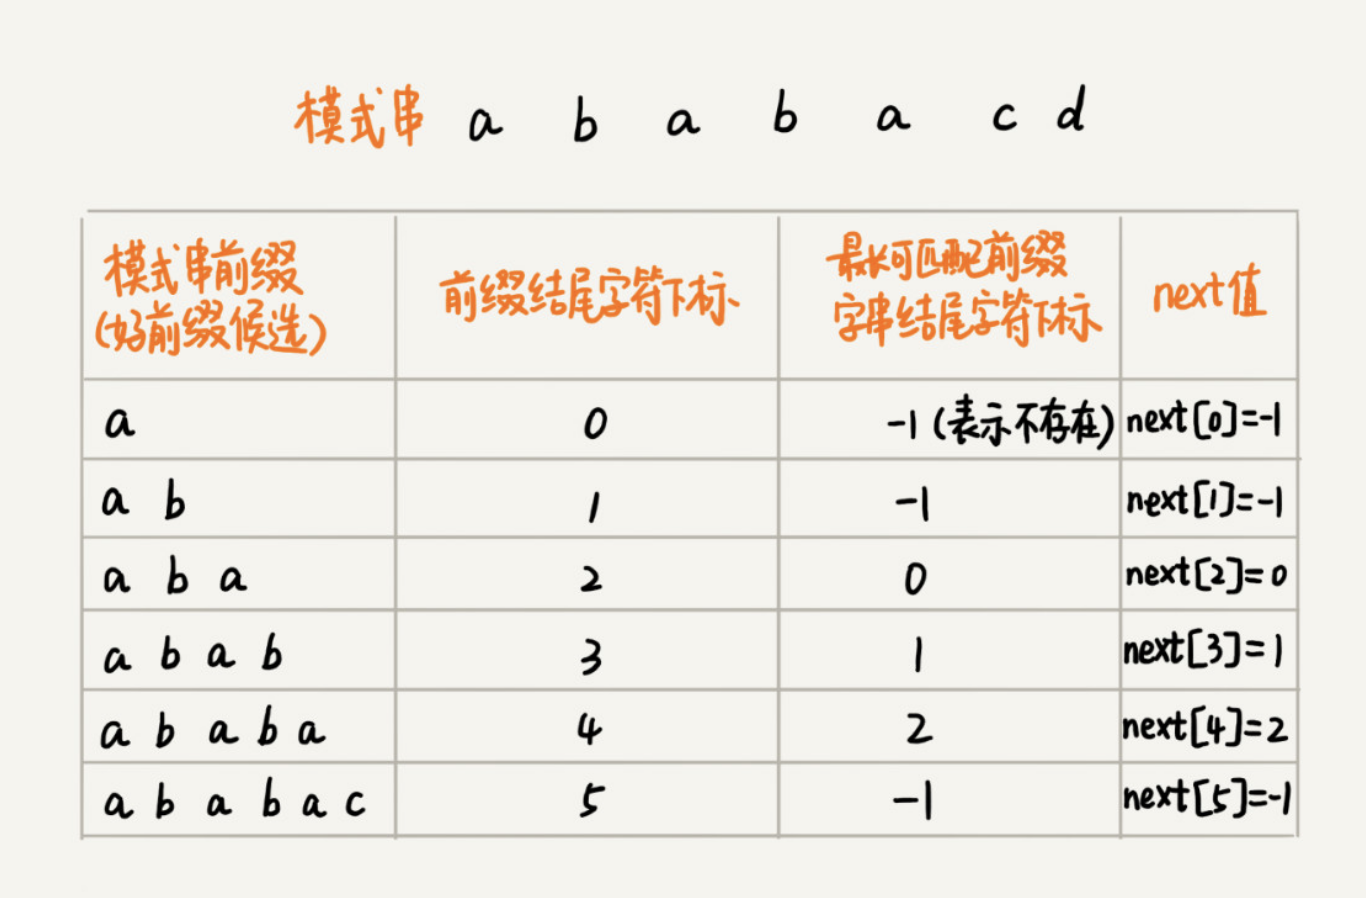 模式串 a b a b a c d
模式串前缀
(好前缀候选)
前缀结尾字符下标
最长可匹配前缀
字串结尾字符下标
next值
a
0
-1 (表示不存在)
next[0]=-1
a b
1
-1
next[1]=-1
a b a
2
0
next[2]=0
a b a b
3
1
next[3]=1
a b a b a
4
2
next[4]=2
a b a b a c
5
-1
next[5]=-1